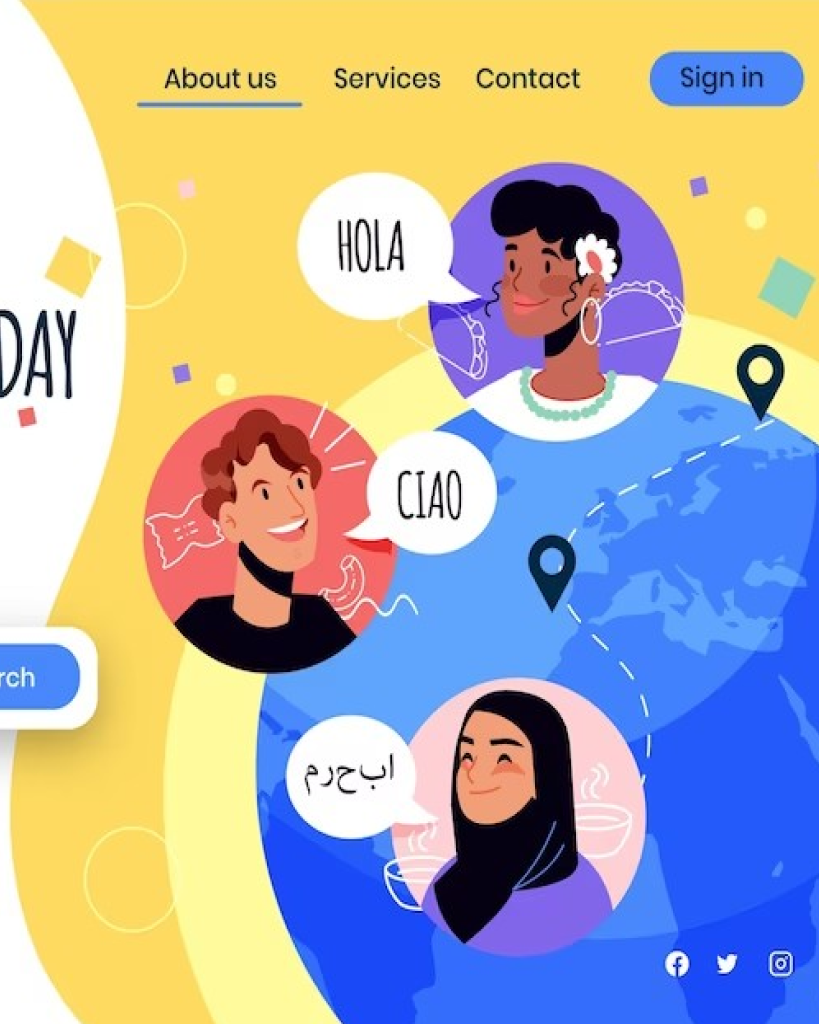 About us
Services
Contact
Sign in
HOLA
DAY
CIAO
rch
ابحرم